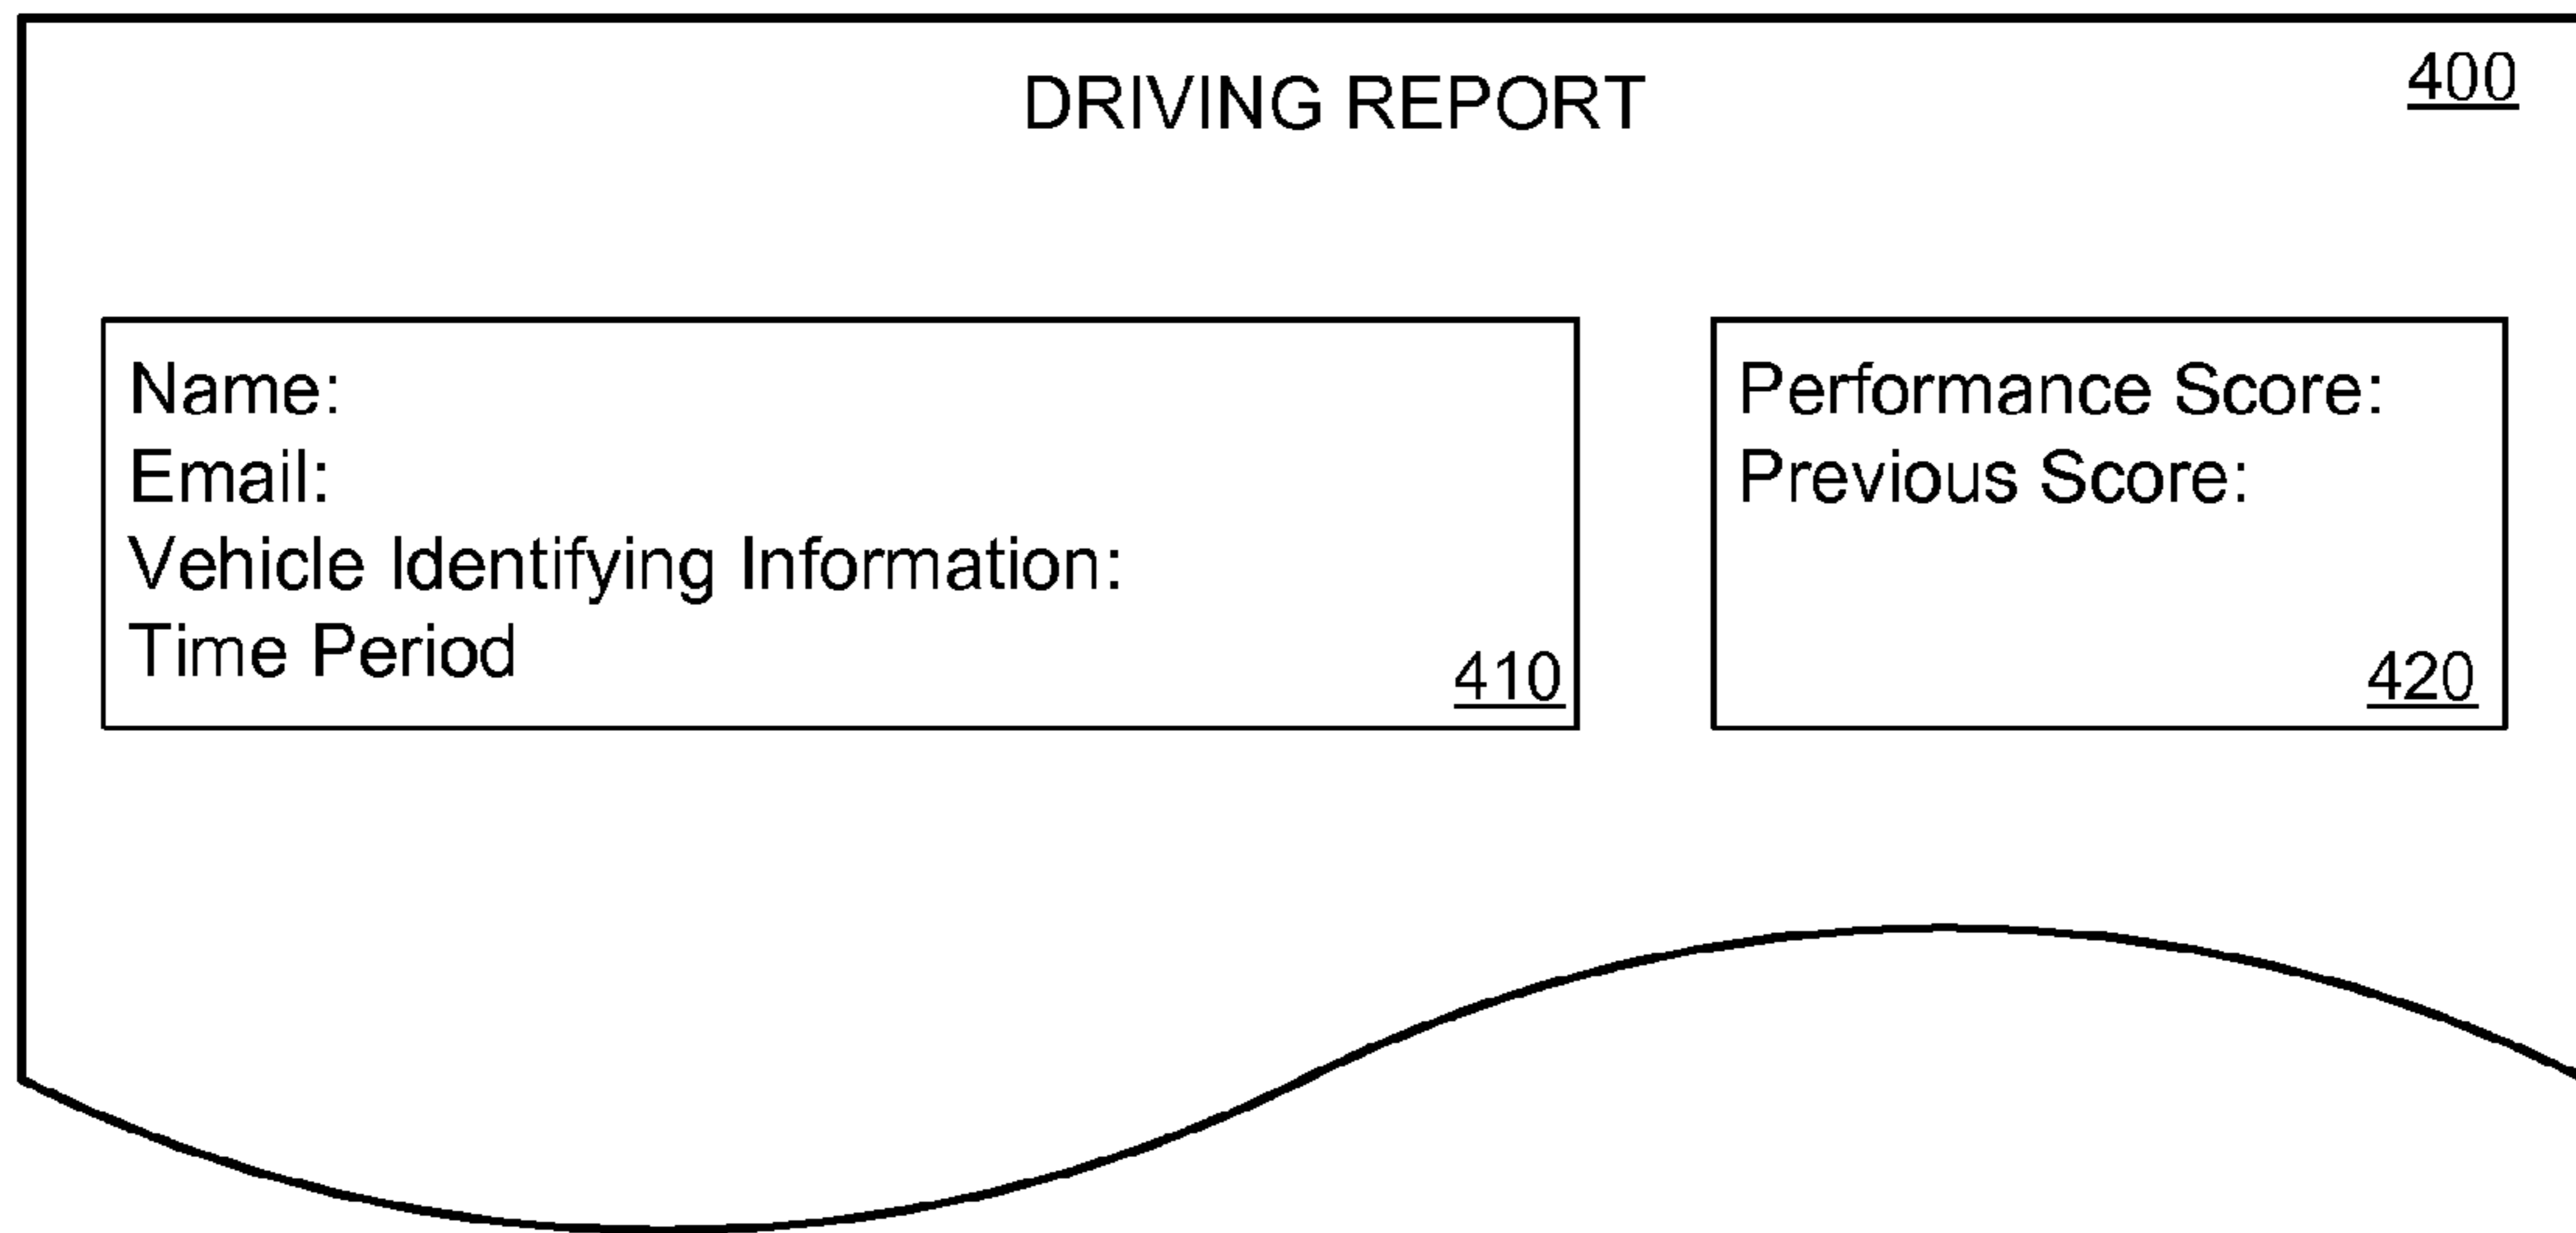 DRIVING REPORT
400
Name:
Email:
Vehicle Identifying Information:
Time Period
410
Performance Score:
Previous Score:
420